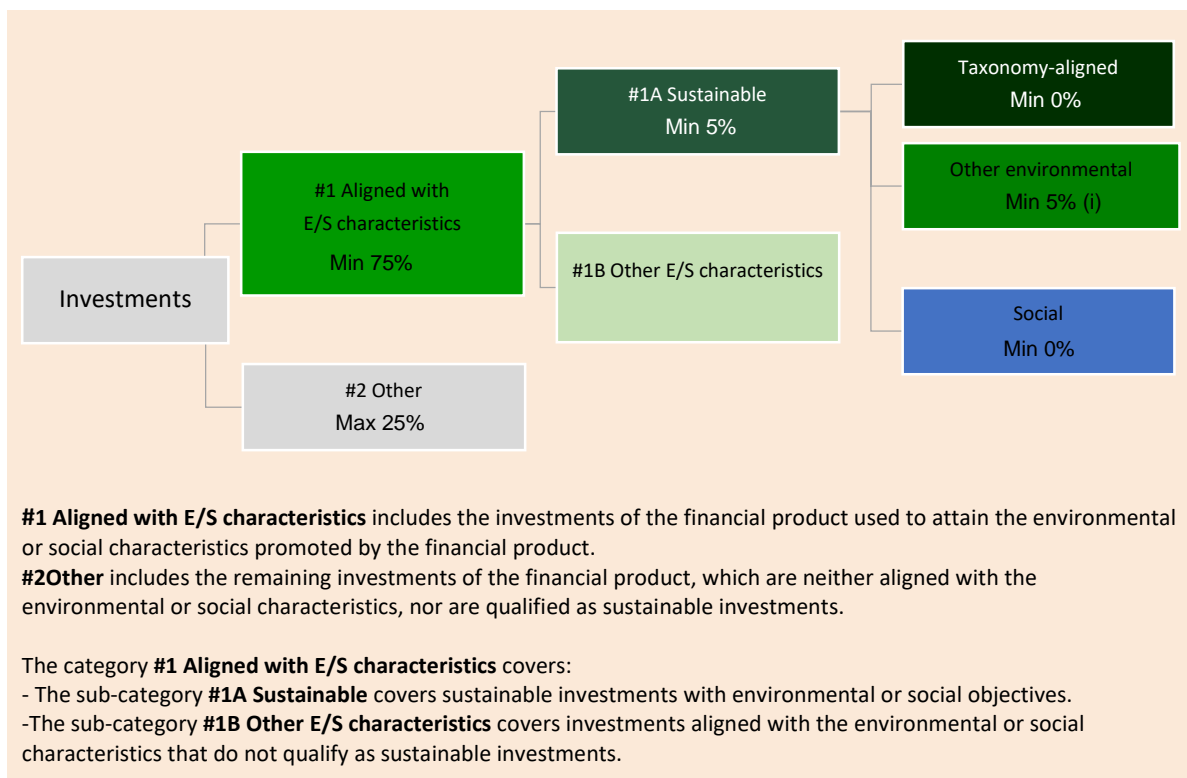 Taxonomy-aligned
Min 0%
#1A Sustainable
Min 5%
Other environmental
Min 5% (i)
#1 Aligned with
E/S characteristics
Min 75%
#1B Other E/S characteristics
Investments
Social
Min 0%
#2 Other
Max 25%
#1 Aligned with E/S characteristics includes the investments of the financial product used to attain the environmental
or social characteristics promoted by the financial product.
#2Other includes the remaining investments of the financial product, which are neither aligned with the
environmental or social characteristics, nor are qualified as sustainable investments.
The category #1 Aligned with E/S characteristics covers:
- The sub-category #1A Sustainable covers sustainable investments with environmental or social objectives.
-The sub-category #1B Other E/S characteristics covers investments aligned with the environmental or social
characteristics that do not qualify as sustainable investments.